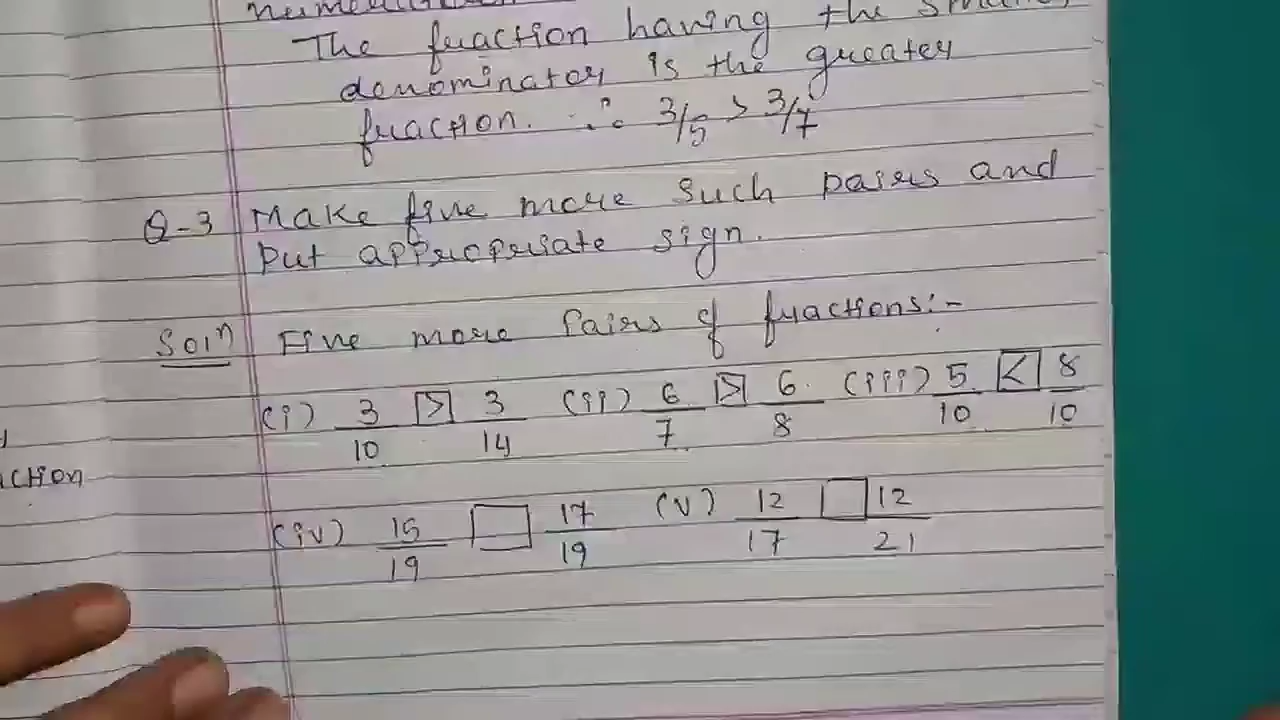 The fraction having the
denominator is the greater
fraction. ∴ 3/5 > 3/7
Q-3 Make five more such pairs and
put appropriate sign.
Solⁿ Five more Pairs of fractions:-
(i) 3/10 > 3/14 (ii) 6/7 > 6/8 (iii) 5/10 < 8/10
(iv) 15/19 □ 17/19 (v) 12/17 □ 12/21